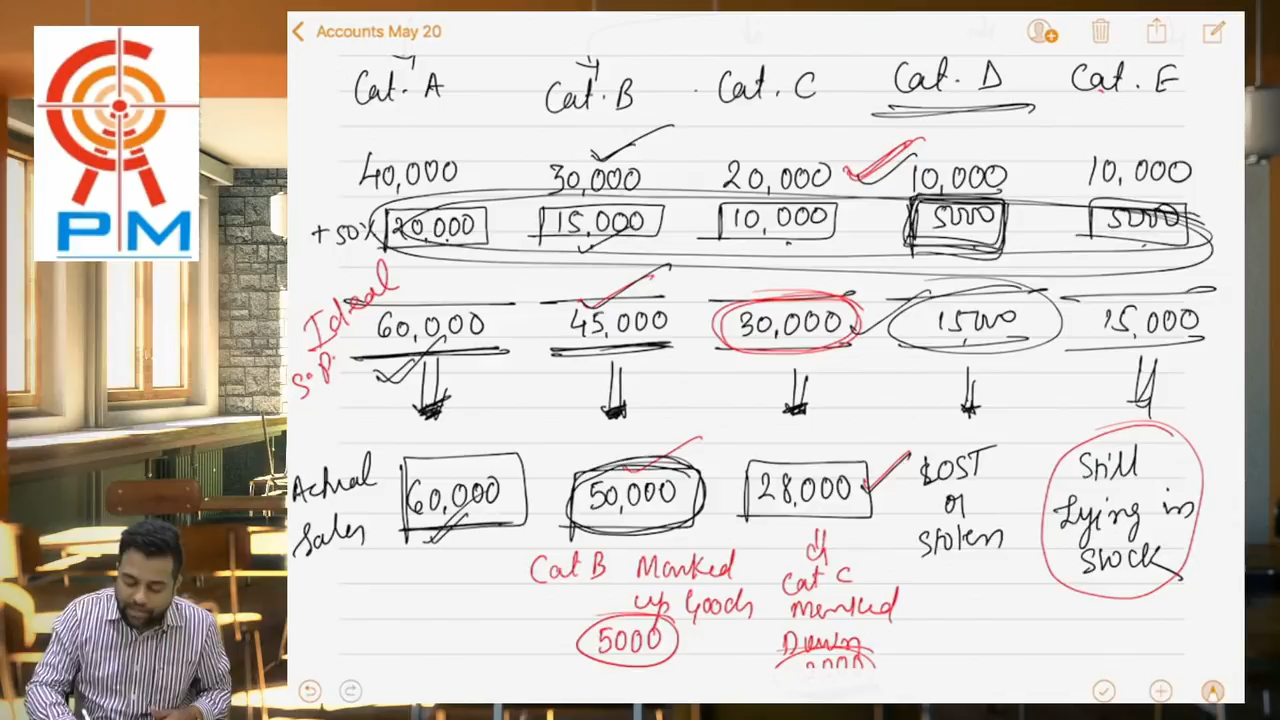 Accounts May 20
CA
PM
Cat. A Cat. B Cat. C Cat. D Cat. E
40,000 30,000 20,000 10,000 10,000
+50% 20,000 15,000 10,000 5000 5000
Ideal S.P. 60,000 45,000 30,000 15000 15,000
Actual Sales 60,000 50,000 28,000 LOST or stolen Still Lying in Stock
Cat B Marked up Goods
5000
Cat C Marked Down